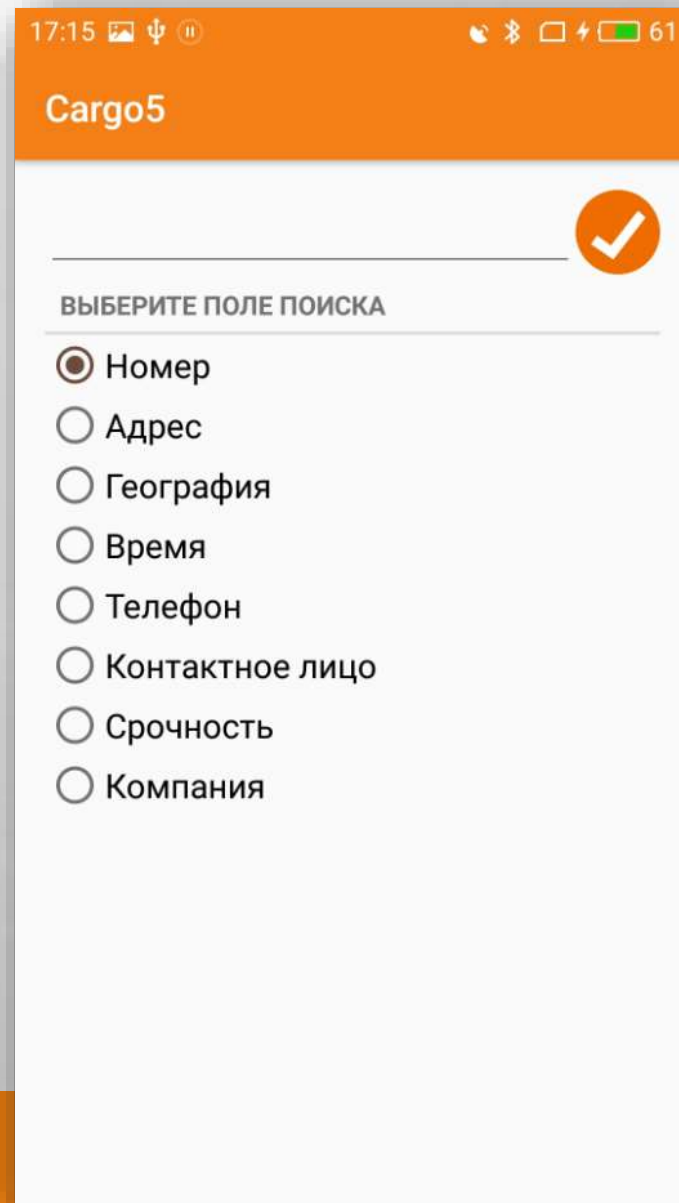 17:15 61
Cargo5
ВЫБЕРИТЕ ПОЛЕ ПОИСКА
Номер
Адрес
География
Время
Телефон
Контактное лицо
Срочность
Компания